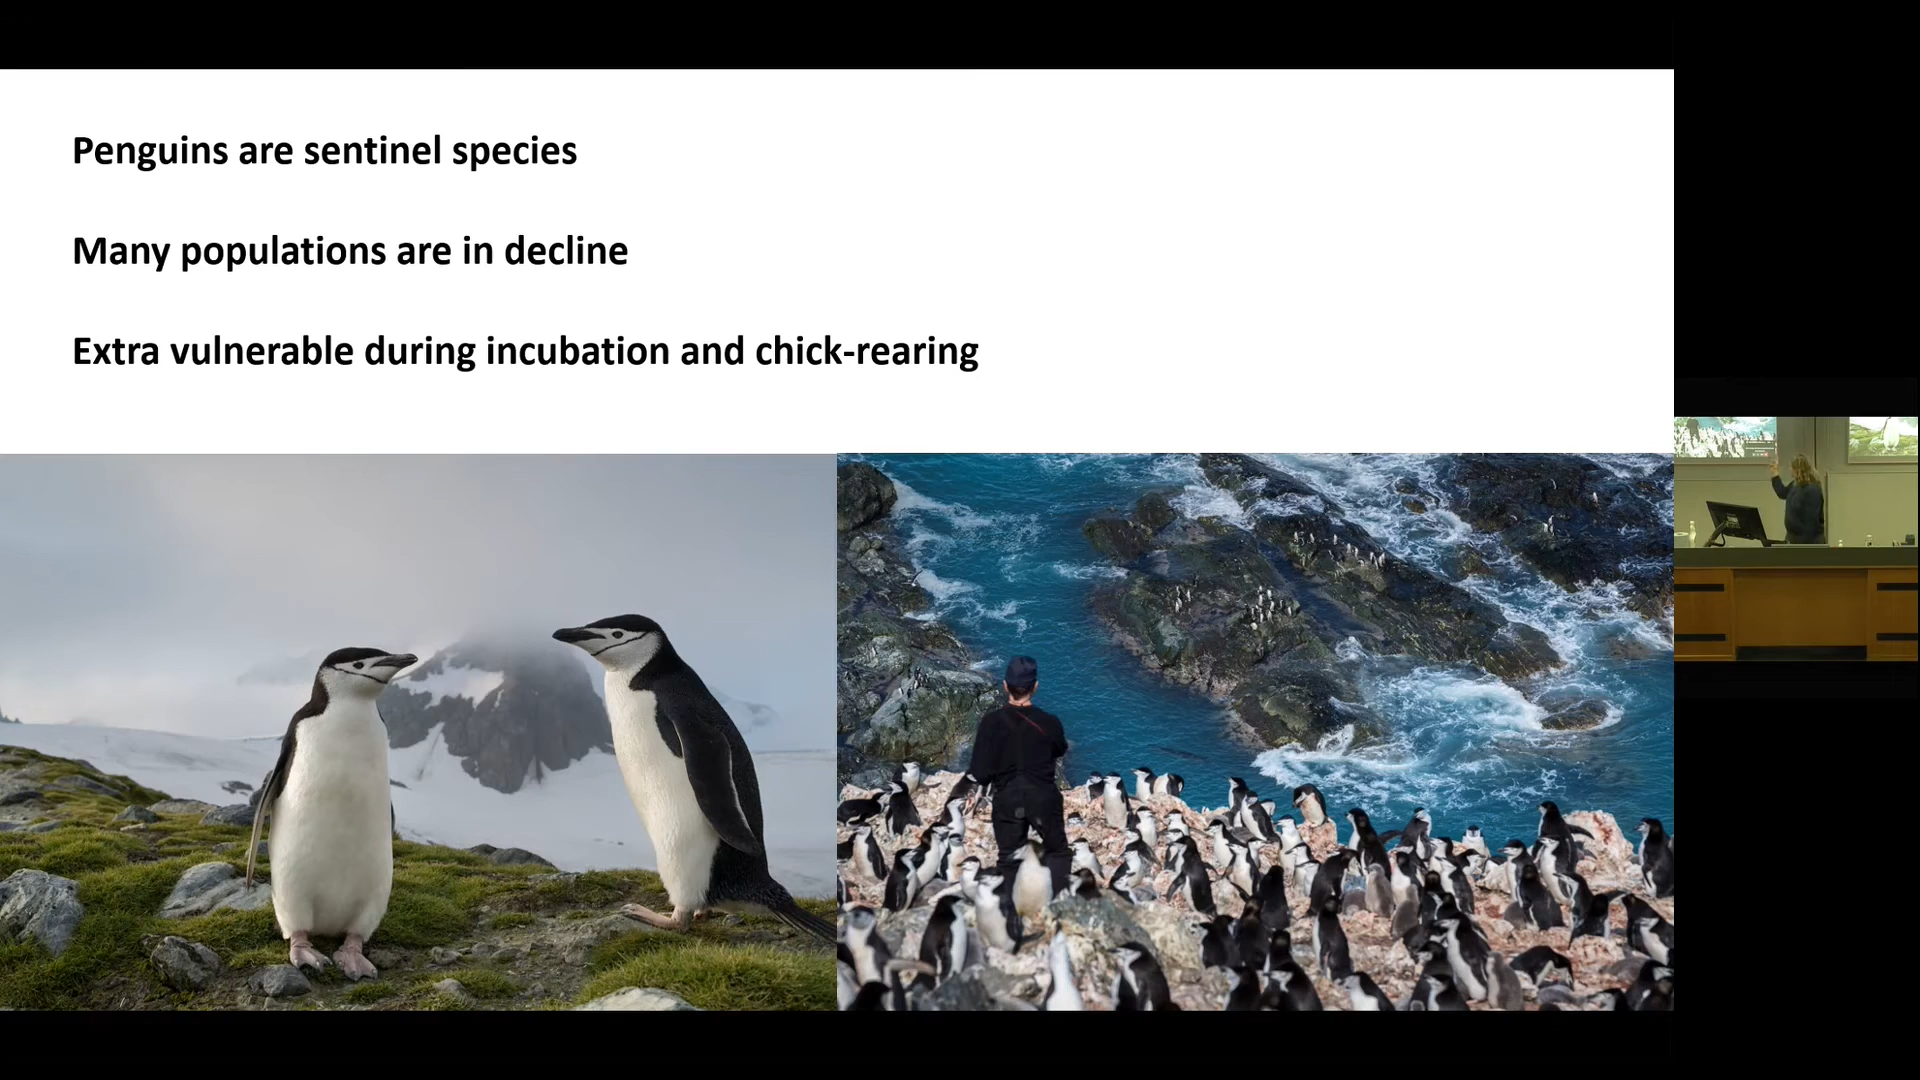 Penguins are sentinel species
Many populations are in decline
Extra vulnerable during incubation and chick-rearing